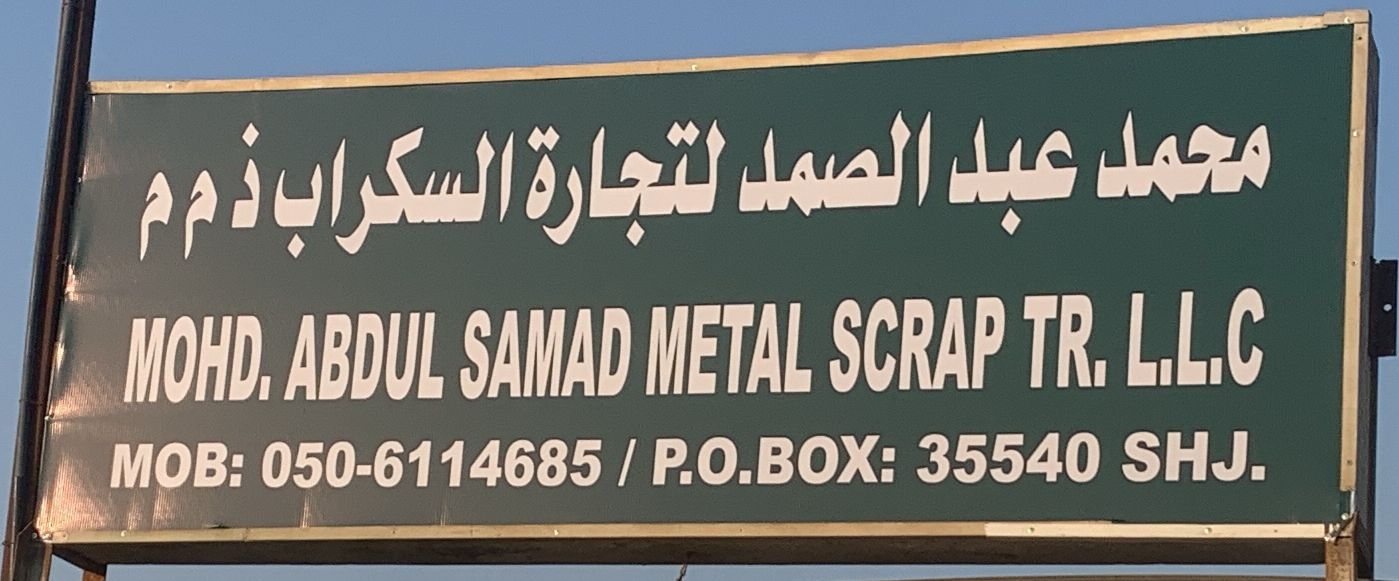 محمد عبد الصمد لتجارة السكراب ذ م م
MOHD. ABDUL SAMAD METAL SCRAP TR. L.L.C
MOB: 050-6114685 / P.O.BOX: 35540 SHJ.